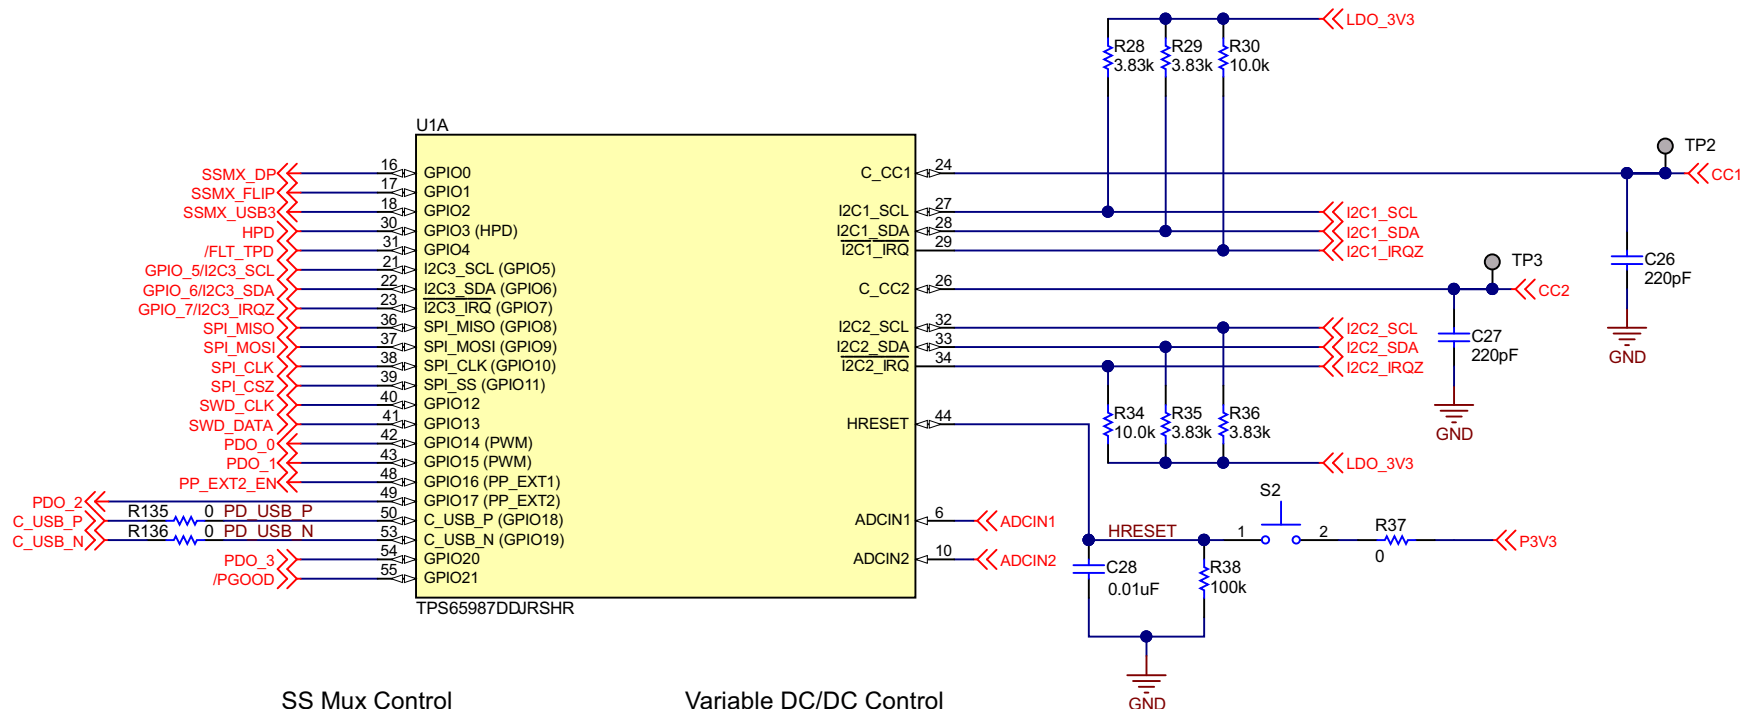 LDO_3V3
R28 R29 R30
3.83k 3.83k 10.0k
U1A
TP2
SSMX_DP 16 GPIO0 C_CC1 24 CC1
SSMX_FLIP 17 GPIO1
SSMX_USB3 18 GPIO2 I2C1_SCL 27 I2C1_SCL
HPD 30 GPIO3 (HPD) I2C1_SDA 28 I2C1_SDA
/FLT_TPD 31 GPIO4 I2C1_IRQ 29 I2C1_IRQZ
C26
220pF
GND
TP3
GPIO_5/I2C3_SCL 21 I2C3_SCL (GPIO5)
GPIO_6/I2C3_SDA 22 I2C3_SDA (GPIO6) C_CC2 26 CC2
GPIO_7/I2C3_IRQZ 23 I2C3_IRQ (GPIO7)
SPI_MISO 36 SPI_MISO (GPIO8) I2C2_SCL 32 I2C2_SCL
SPI_MOSI 37 SPI_MOSI (GPIO9) I2C2_SDA 33 I2C2_SDA
SPI_CLK 38 SPI_CLK (GPIO10) I2C2_IRQ 34 I2C2_IRQZ
C27
220pF
GND
SPI_CSZ 39 SPI_SS (GPIO11)
SWD_CLK 40 GPIO12
SWD_DATA 41 GPIO13 HRESET 44
R34 R35 R36
10.0k 3.83k 3.83k
PDO_0 42 GPIO14 (PWM)
PDO_1 43 GPIO15 (PWM) LDO_3V3
PP_EXT2_EN 48 GPIO16 (PP_EXT1)
PDO_2 49 GPIO17 (PP_EXT2)
C_USB_P R135 0 PD_USB_P 50 C_USB_P (GPIO18) ADCIN1 6 ADCIN1
C_USB_N R136 0 PD_USB_N 53 C_USB_N (GPIO19)
PDO_3 54 GPIO20 ADCIN2 10 ADCIN2
/PGOOD 55 GPIO21
TPS65987DDJRSHR
S2
HRESET 1 2 R37 P3V3
0
C28 R38
0.01uF 100k
GND
SS Mux Control Variable DC/DC Control